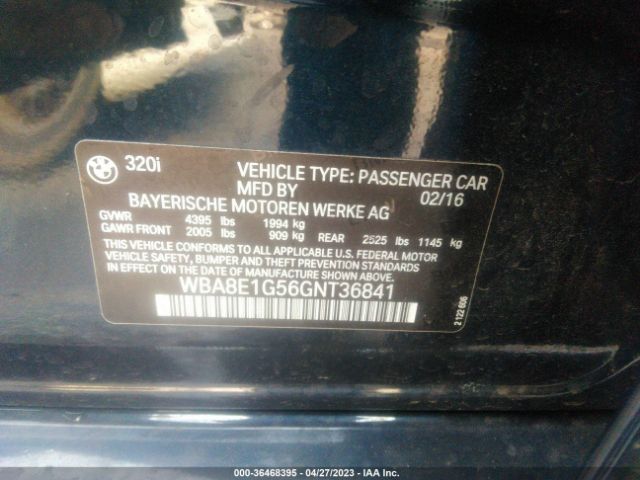 320i
VEHICLE TYPE: PASSENGER CAR
MFD BY 02/16
BAYERISCHE MOTOREN WERKE AG
GVWR 4395 lbs 1994 kg
GAWR FRONT 2005 lbs 909 kg REAR 2525 lbs 1145 kg
THIS VEHICLE CONFORMS TO ALL APPLICABLE U.S. FEDERAL MOTOR
VEHICLE SAFETY, BUMPER AND THEFT PREVENTION STANDARDS
IN EFFECT ON THE DATE OF MANUFACTURE SHOWN ABOVE.
WBA8E1G56GNT36841
2 122 606
000-36468395 - 04/27/2023 - IAA Inc.